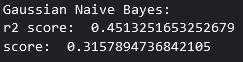 Gaussian Naive Bayes:
r2 score:  0.4513251653252679
score:  0.3157894736842105